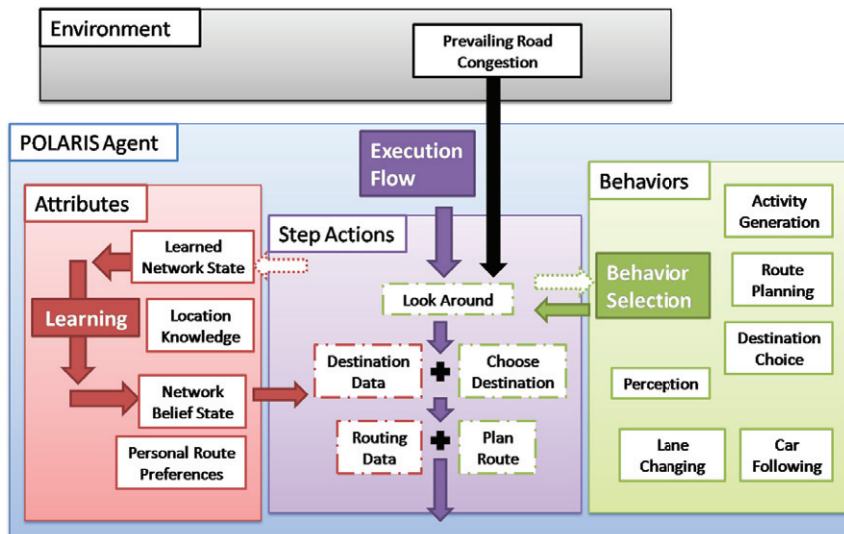 Environment
Prevailing Road
Congestion
POLARIS Agent
Execution
Flow
Behaviors
Attributes
Activity
Generation
Step Actions
Learned
Network State
Behavior
Selection
Route
Planning
Look Around
Learning
Location
Knowledge
Destination
Choice
Destination
Data
Choose
Destination
Perception
Network
Belief State
Routing
Data
Plan
Route
Personal Route
Preferences
Lane
Changing
Car
Following